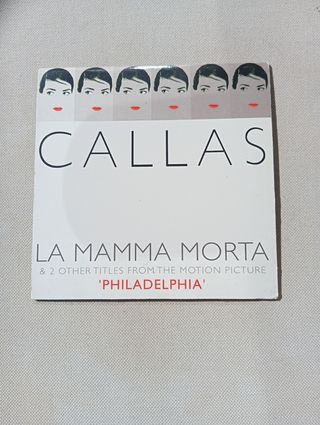 CALLAS
LA MAMMA MORTA
& 2 OTHER TITLES FROM THE MOTION PICTURE
'PHILADELPHIA'